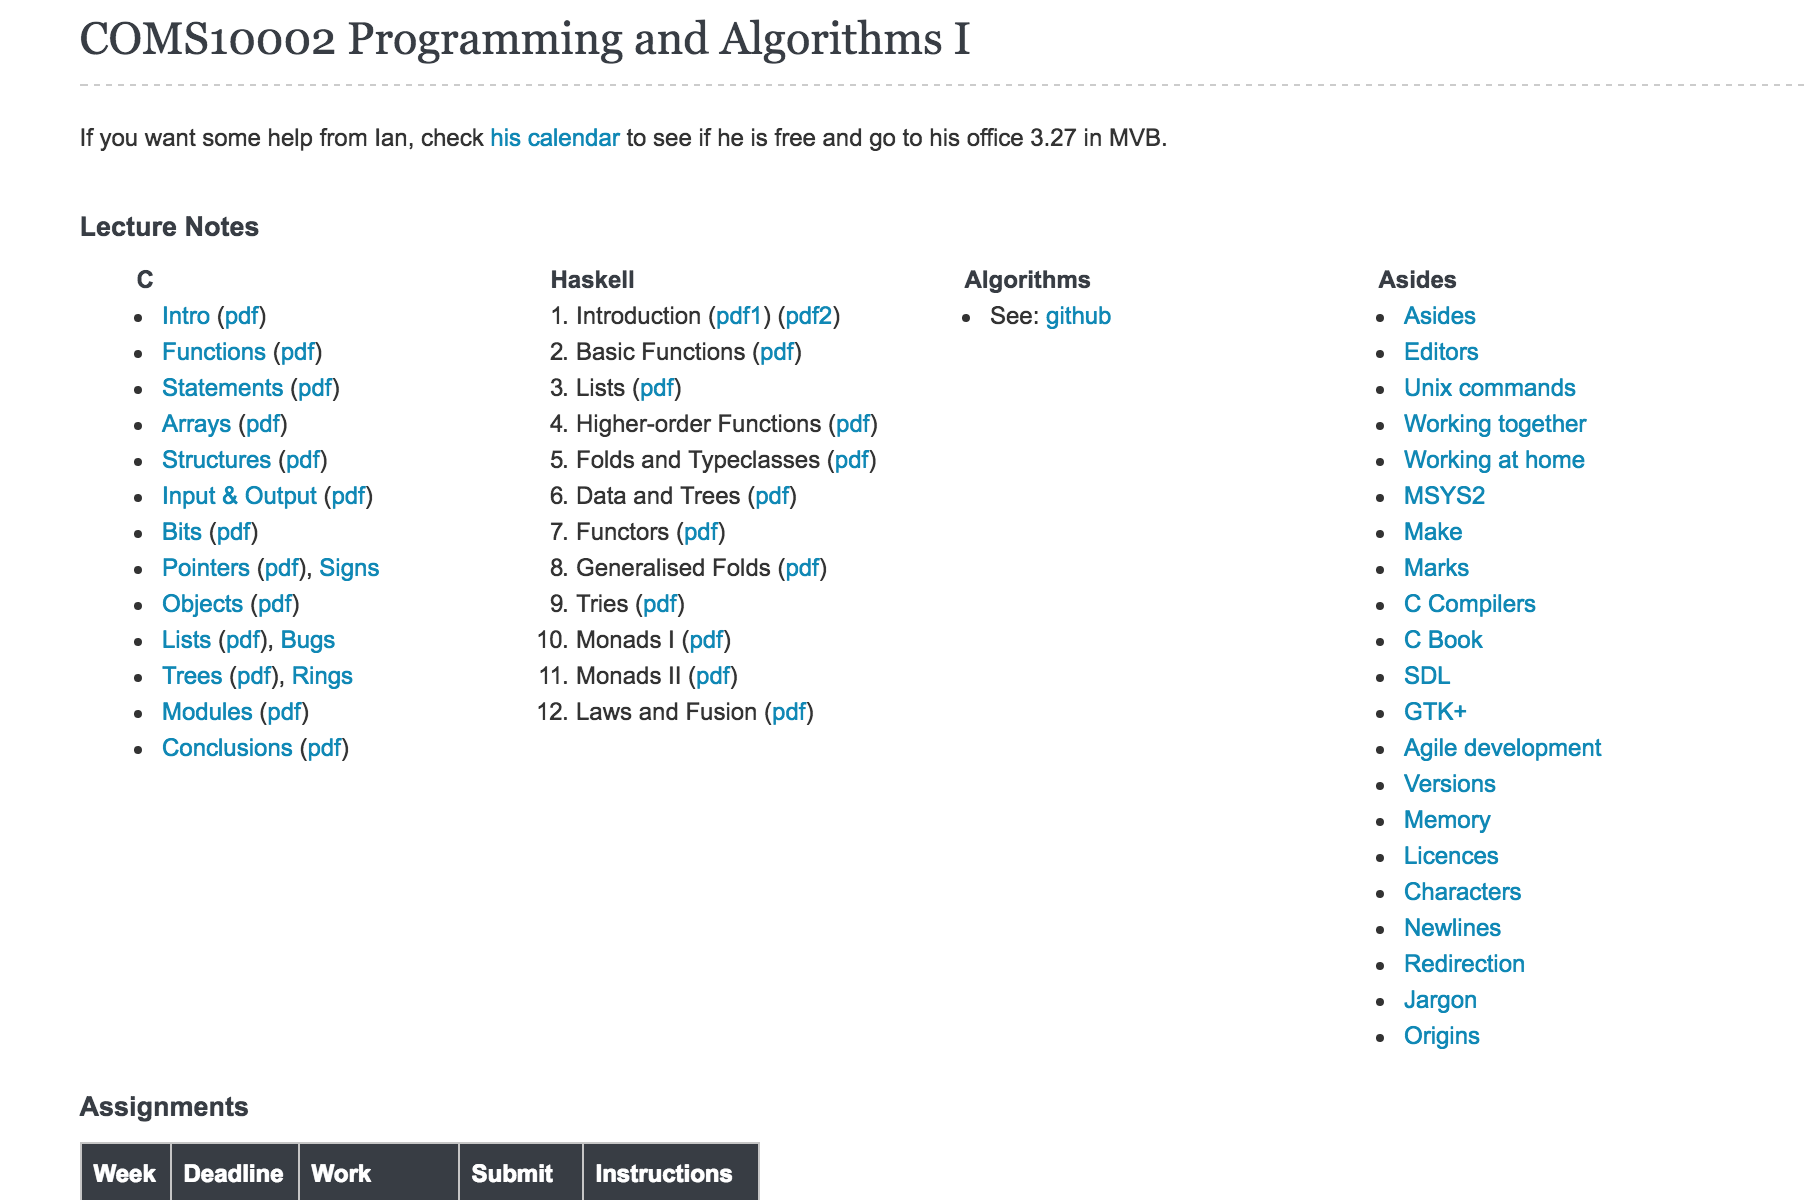 COMS10002 Programming and Algorithms I
If you want some help from Ian, check his calendar to see if he is free and go to his office 3.27 in MVB.
Lecture Notes
C
Intro (pdf)
Functions (pdf)
Statements (pdf)
Arrays (pdf)
Structures (pdf)
Input & Output (pdf)
Bits (pdf)
Pointers (pdf), Signs
Objects (pdf)
Lists (pdf), Bugs
Trees (pdf), Rings
Modules (pdf)
Conclusions (pdf)
Haskell
1. Introduction (pdf1) (pdf2)
2. Basic Functions (pdf)
3. Lists (pdf)
4. Higher-order Functions (pdf)
5. Folds and Typeclasses (pdf)
6. Data and Trees (pdf)
7. Functors (pdf)
8. Generalised Folds (pdf)
9. Tries (pdf)
10. Monads I (pdf)
11. Monads II (pdf)
12. Laws and Fusion (pdf)
Algorithms
See: github
Asides
Asides
Editors
Unix commands
Working together
Working at home
MSYS2
Make
Marks
C Compilers
C Book
SDL
GTK+
Agile development
Versions
Memory
Licences
Characters
Newlines
Redirection
Jargon
Origins
Assignments
Week Deadline Work Submit Instructions